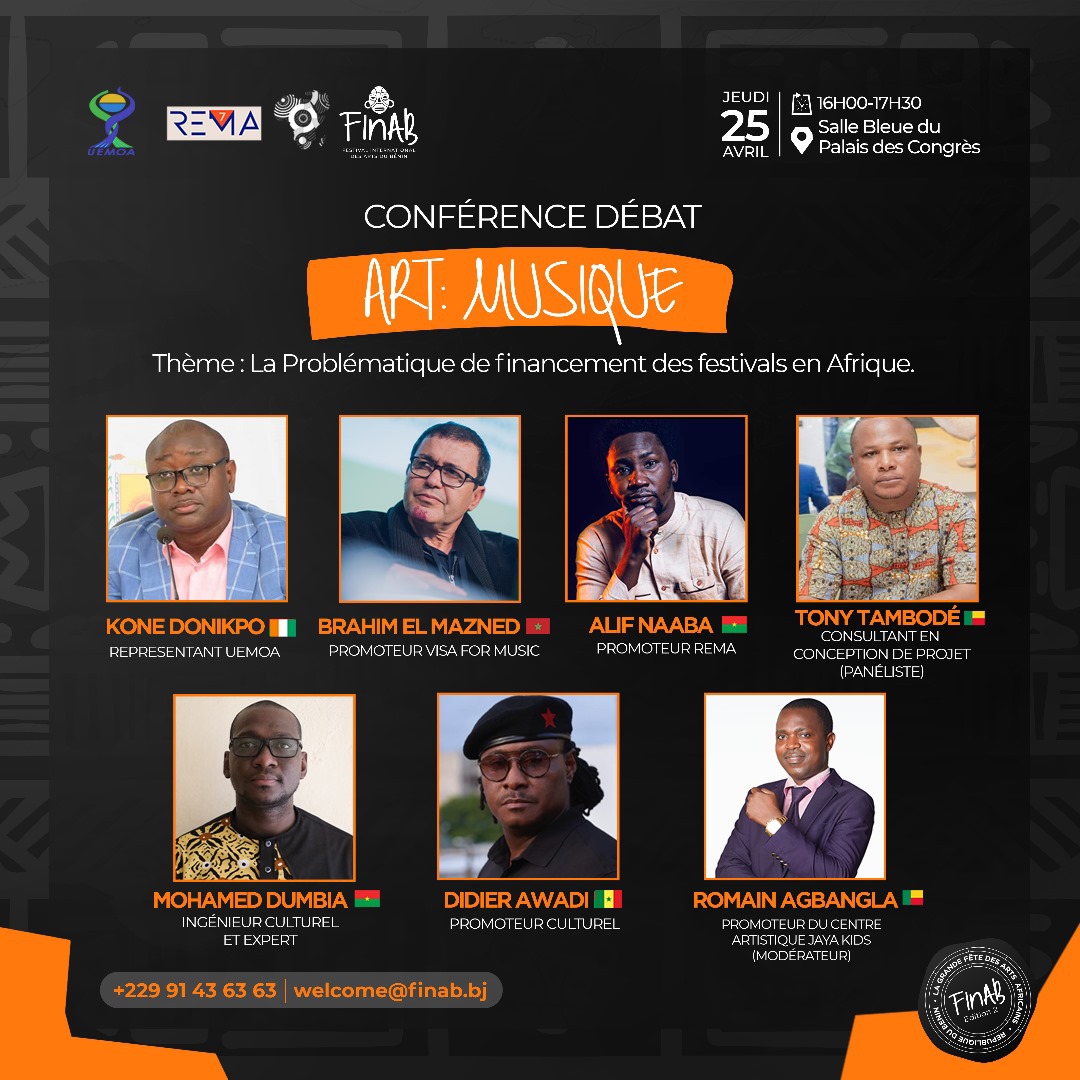 UEMOA
REMA
7
FinAB
FESTIVAL INTERNATIONAL
DES ARTS DU BÉNIN
JEUDI
25
AVRIL
16H00-17H30
Salle Bleue du
Palais des Congrès
CONFÉRENCE DÉBAT
ART: MUSIQUE
Thème : La Problématique de financement des festivals en Afrique.
KONE DONIKPO
REPRESENTANT UEMOA
BRAHIM EL MAZNED
PROMOTEUR VISA FOR MUSIC
ALIF NAABA
PROMOTEUR REMA
TONY TAMBODÉ
CONSULTANT EN
CONCEPTION DE PROJET
(PANÉLISTE)
MOHAMED DUMBIA
INGÉNIEUR CULTUREL
ET EXPERT
DIDIER AWADI
PROMOTEUR CULTUREL
ROMAIN AGBANGLA
PROMOTEUR DU CENTRE
ARTISTIQUE JAYA KIDS
(MODÉRATEUR)
+229 91 43 63 63 | welcome@finab.bj
LA GRANDE FÊTE DES ARTS AFRICAINS
FinAB
Edition 2
REPUBLIQUE DU BENIN